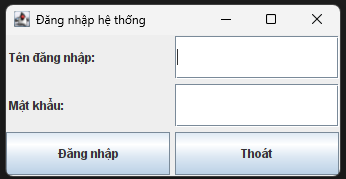 Đăng nhập hệ thống
Tên đăng nhập:
Mật khẩu:
Đăng nhập
Thoát